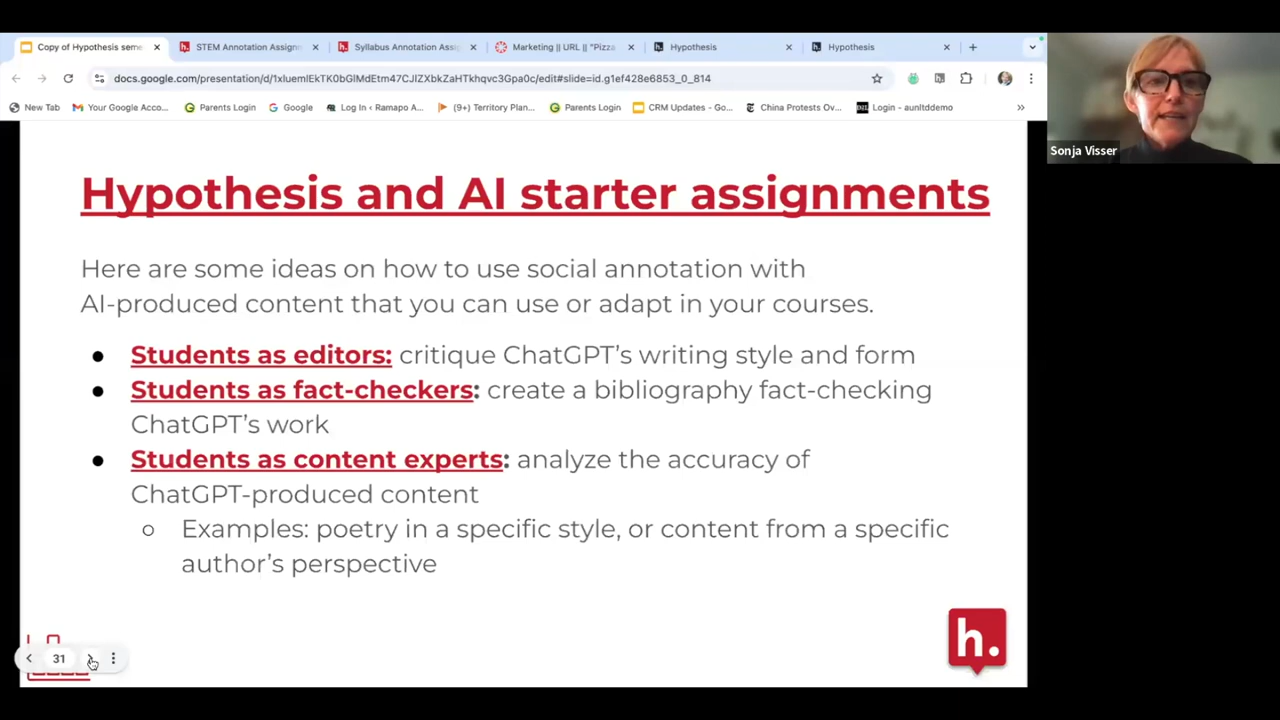 Copy of Hypothesis seme
STEM Annotation Assignm
Syllabus Annotation Assig
Marketing || URL || "Pizza
Hypothesis
Hypothesis
docs.google.com/presentation/d/1xluemlEkTK0bGlMdEtm47CJlZXbkZaHTkhqvc3Gpa0c/edit#slide=id.g1ef428e6853_0_814
New Tab
Your Google Acco...
Parents Login
Google
Log In ‹ Ramapo A...
(9+) Territory Plan...
Parents Login
CRM Updates - Go...
China Protests Ov...
Login - aunltddemo
»
Sonja Visser
Hypothesis and AI starter assignments
Here are some ideas on how to use social annotation with
AI-produced content that you can use or adapt in your courses.
● Students as editors: critique ChatGPT's writing style and form
● Students as fact-checkers: create a bibliography fact-checking
ChatGPT's work
● Students as content experts: analyze the accuracy of
ChatGPT-produced content
○ Examples: poetry in a specific style, or content from a specific
author's perspective
31
h.